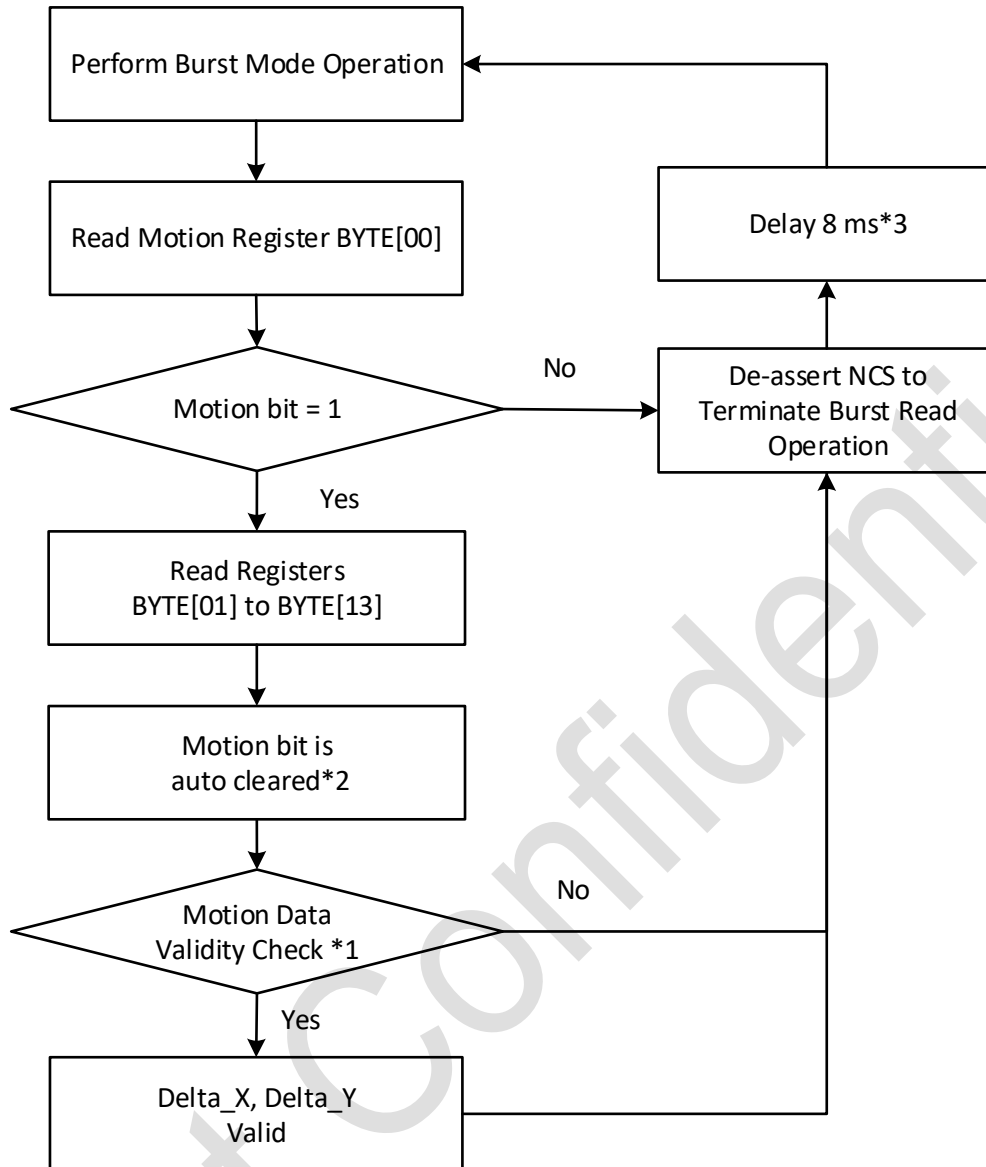 Perform Burst Mode Operation
Read Motion Register BYTE[00]
Delay 8 ms*3
Motion bit = 1
No
De-assert NCS to
Terminate Burst Read
Operation
Yes
Read Registers
BYTE[01] to BYTE[13]
Motion bit is
auto cleared*2
Motion Data
Validity Check *1
No
Yes
Delta_X, Delta_Y
Valid
t Confidenti